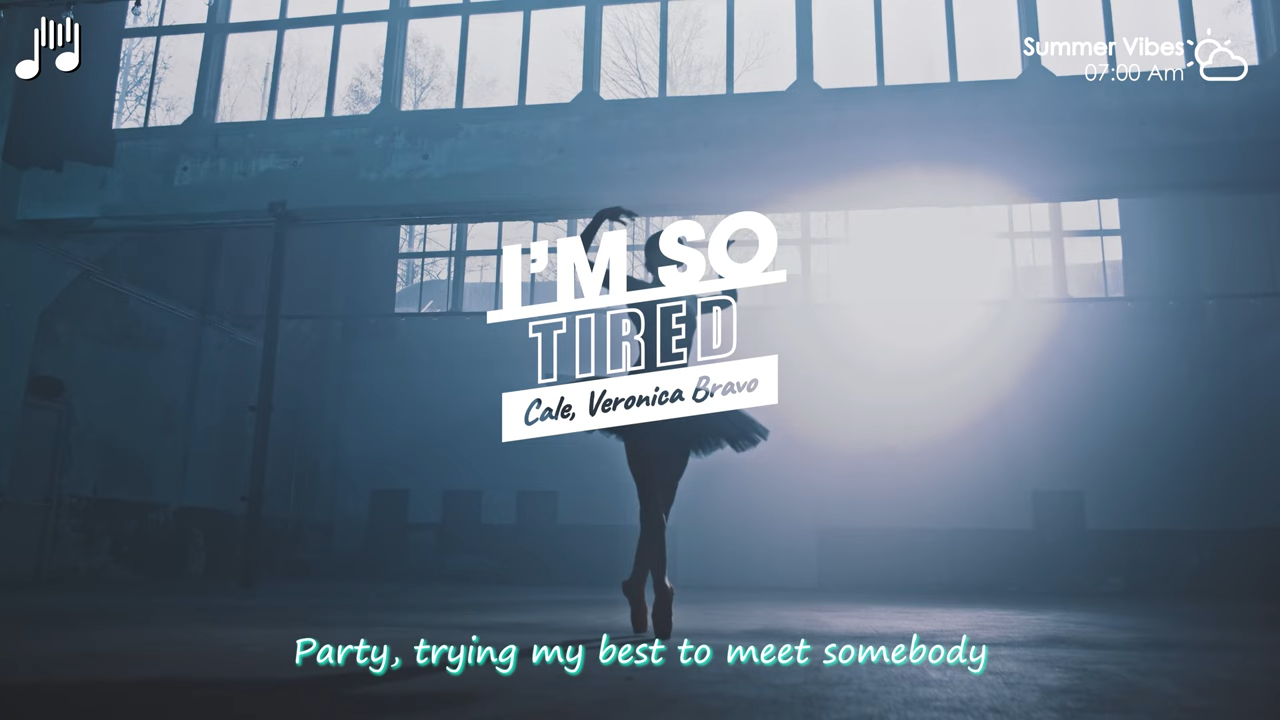 Summer Vibes
07:00 Am
I'M SO
TIRED
Cale, Veronica Bravo
Party, trying my best to meet somebody